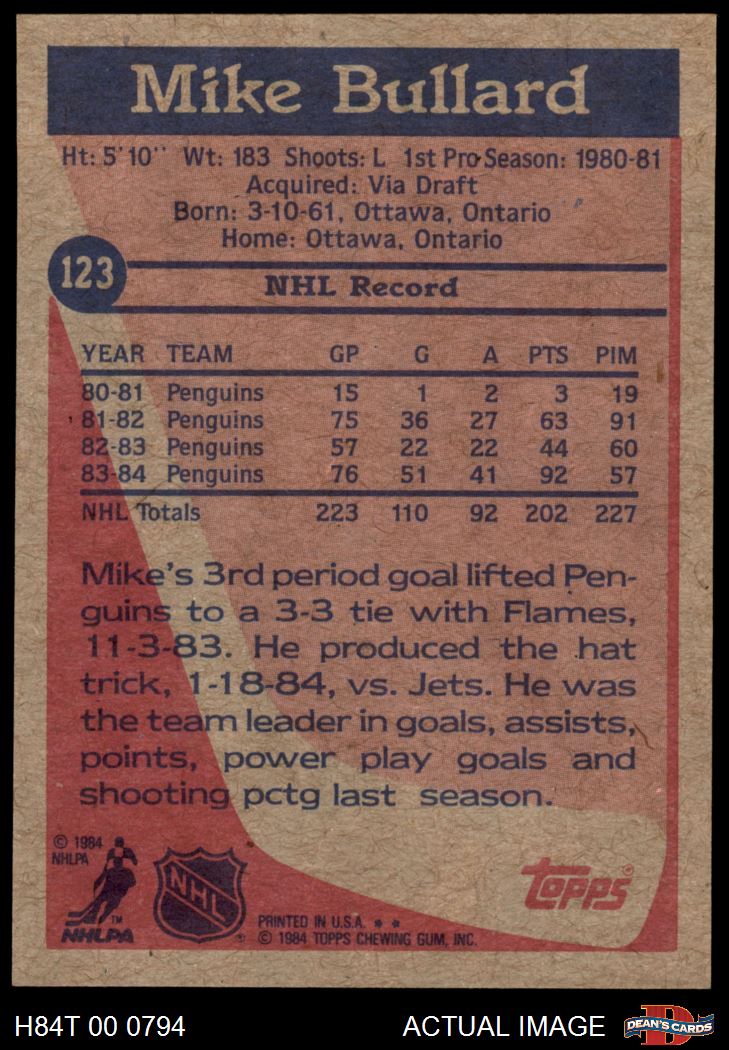 Mike Bullard
Ht: 5'10'' Wt: 183 Shoots: L 1st Pro Season: 1980-81
Acquired: Via Draft
Born: 3-10-61, Ottawa, Ontario
Home: Ottawa, Ontario
123
NHL Record
YEAR TEAM GP G A PTS PIM
80-81 Penguins 15 1 2 3 19
81-82 Penguins 75 36 27 63 91
82-83 Penguins 57 22 22 44 60
83-84 Penguins 76 51 41 92 57
NHL Totals 223 110 92 202 227
Mike's 3rd period goal lifted Pen-
guins to a 3-3 tie with Flames,
11-3-83. He produced the hat
trick, 1-18-84, vs. Jets. He was
the team leader in goals, assists,
points, power play goals and
shooting pctg last season.
© 1984
NHLPA
TM
NHLPA
NHL
®
PRINTED IN U.S.A. * *
© 1984 TOPPS CHEWING GUM, INC.
topps®
H84T 00 0794 ACTUAL IMAGE
D
DEAN'S CARDS